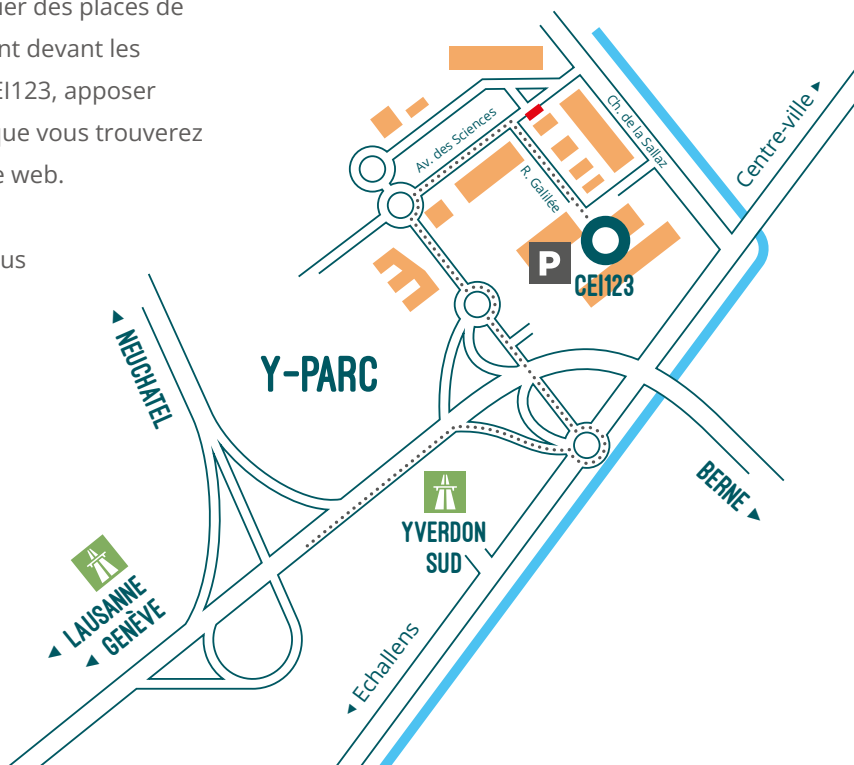 ier des places de
nt devant les
EI123, apposer
que vous trouverez
e web.
us
Av. des Sciences
Ch. de la Sallaz
Centre-ville
R. Galilée
P
CEI123
NEUCHATEL
Y-PARC
BERNE
YVERDON
SUD
LAUSANNE
GENÈVE
Echallens